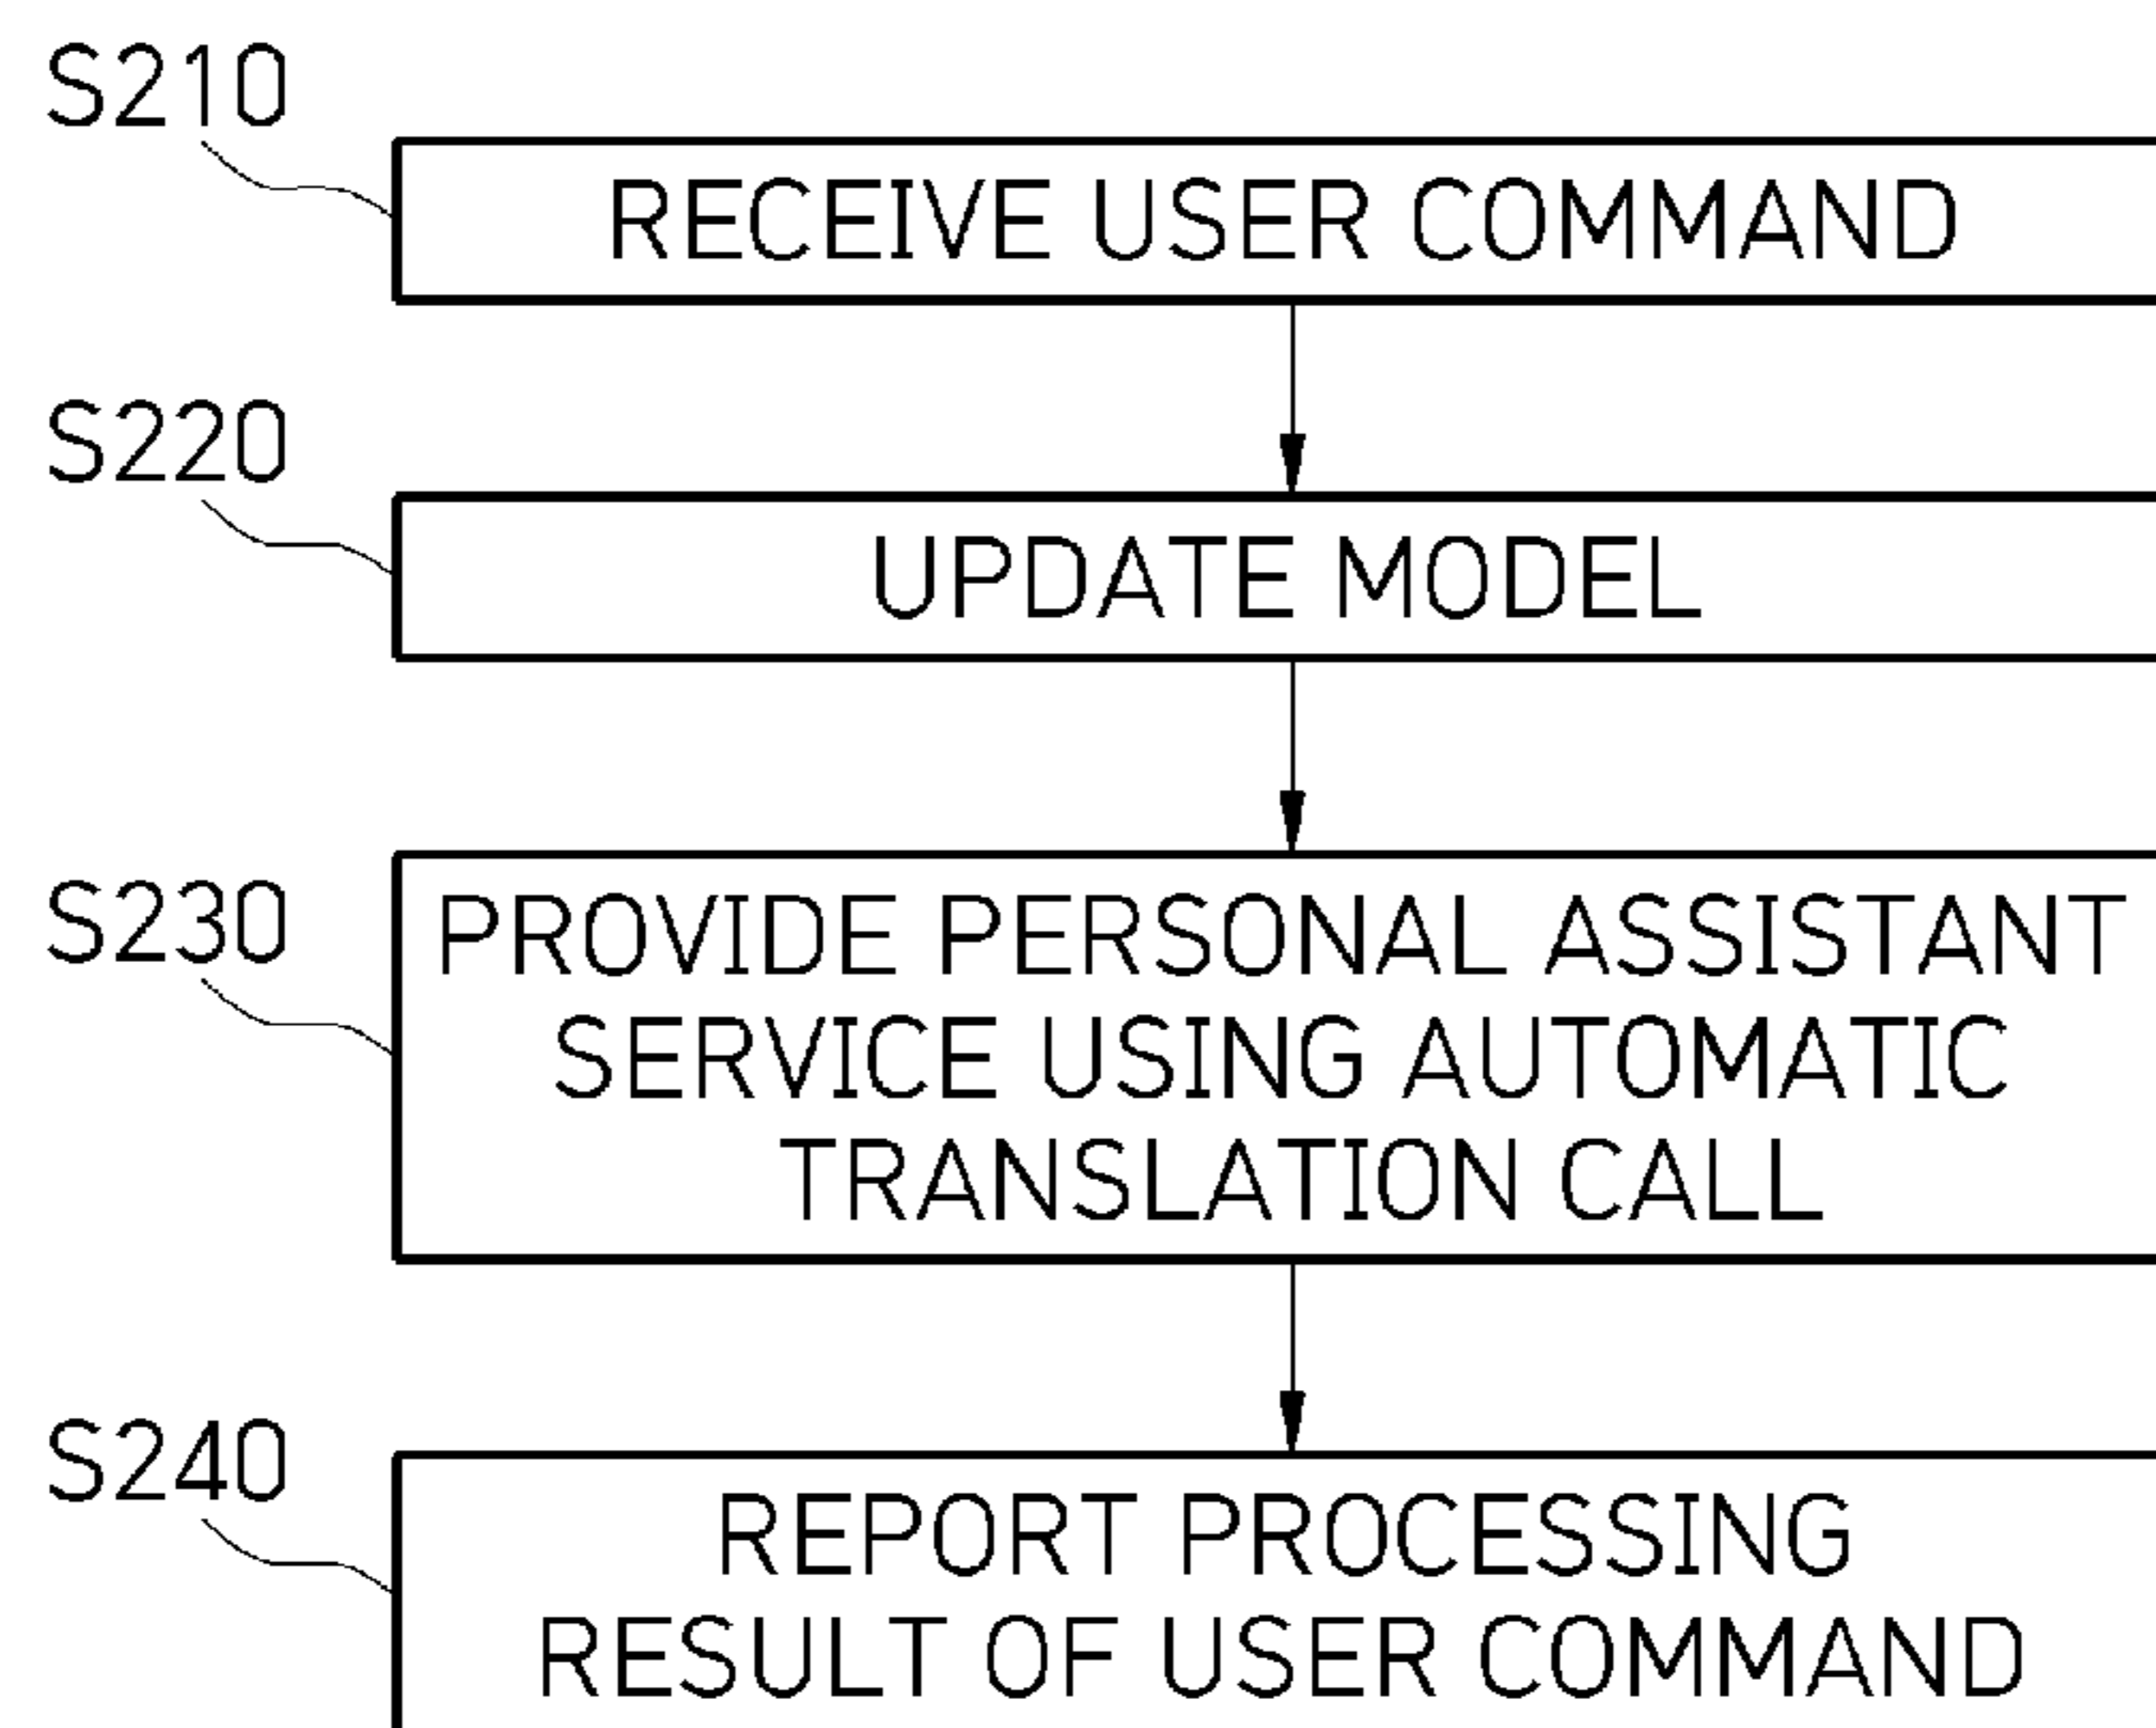 S210
RECEIVE USER COMMAND
S220
UPDATE MODEL
S230
PROVIDE PERSONAL ASSISTANT
SERVICE USING AUTOMATIC
TRANSLATION CALL
S240
REPORT PROCESSING
RESULT OF USER COMMAND